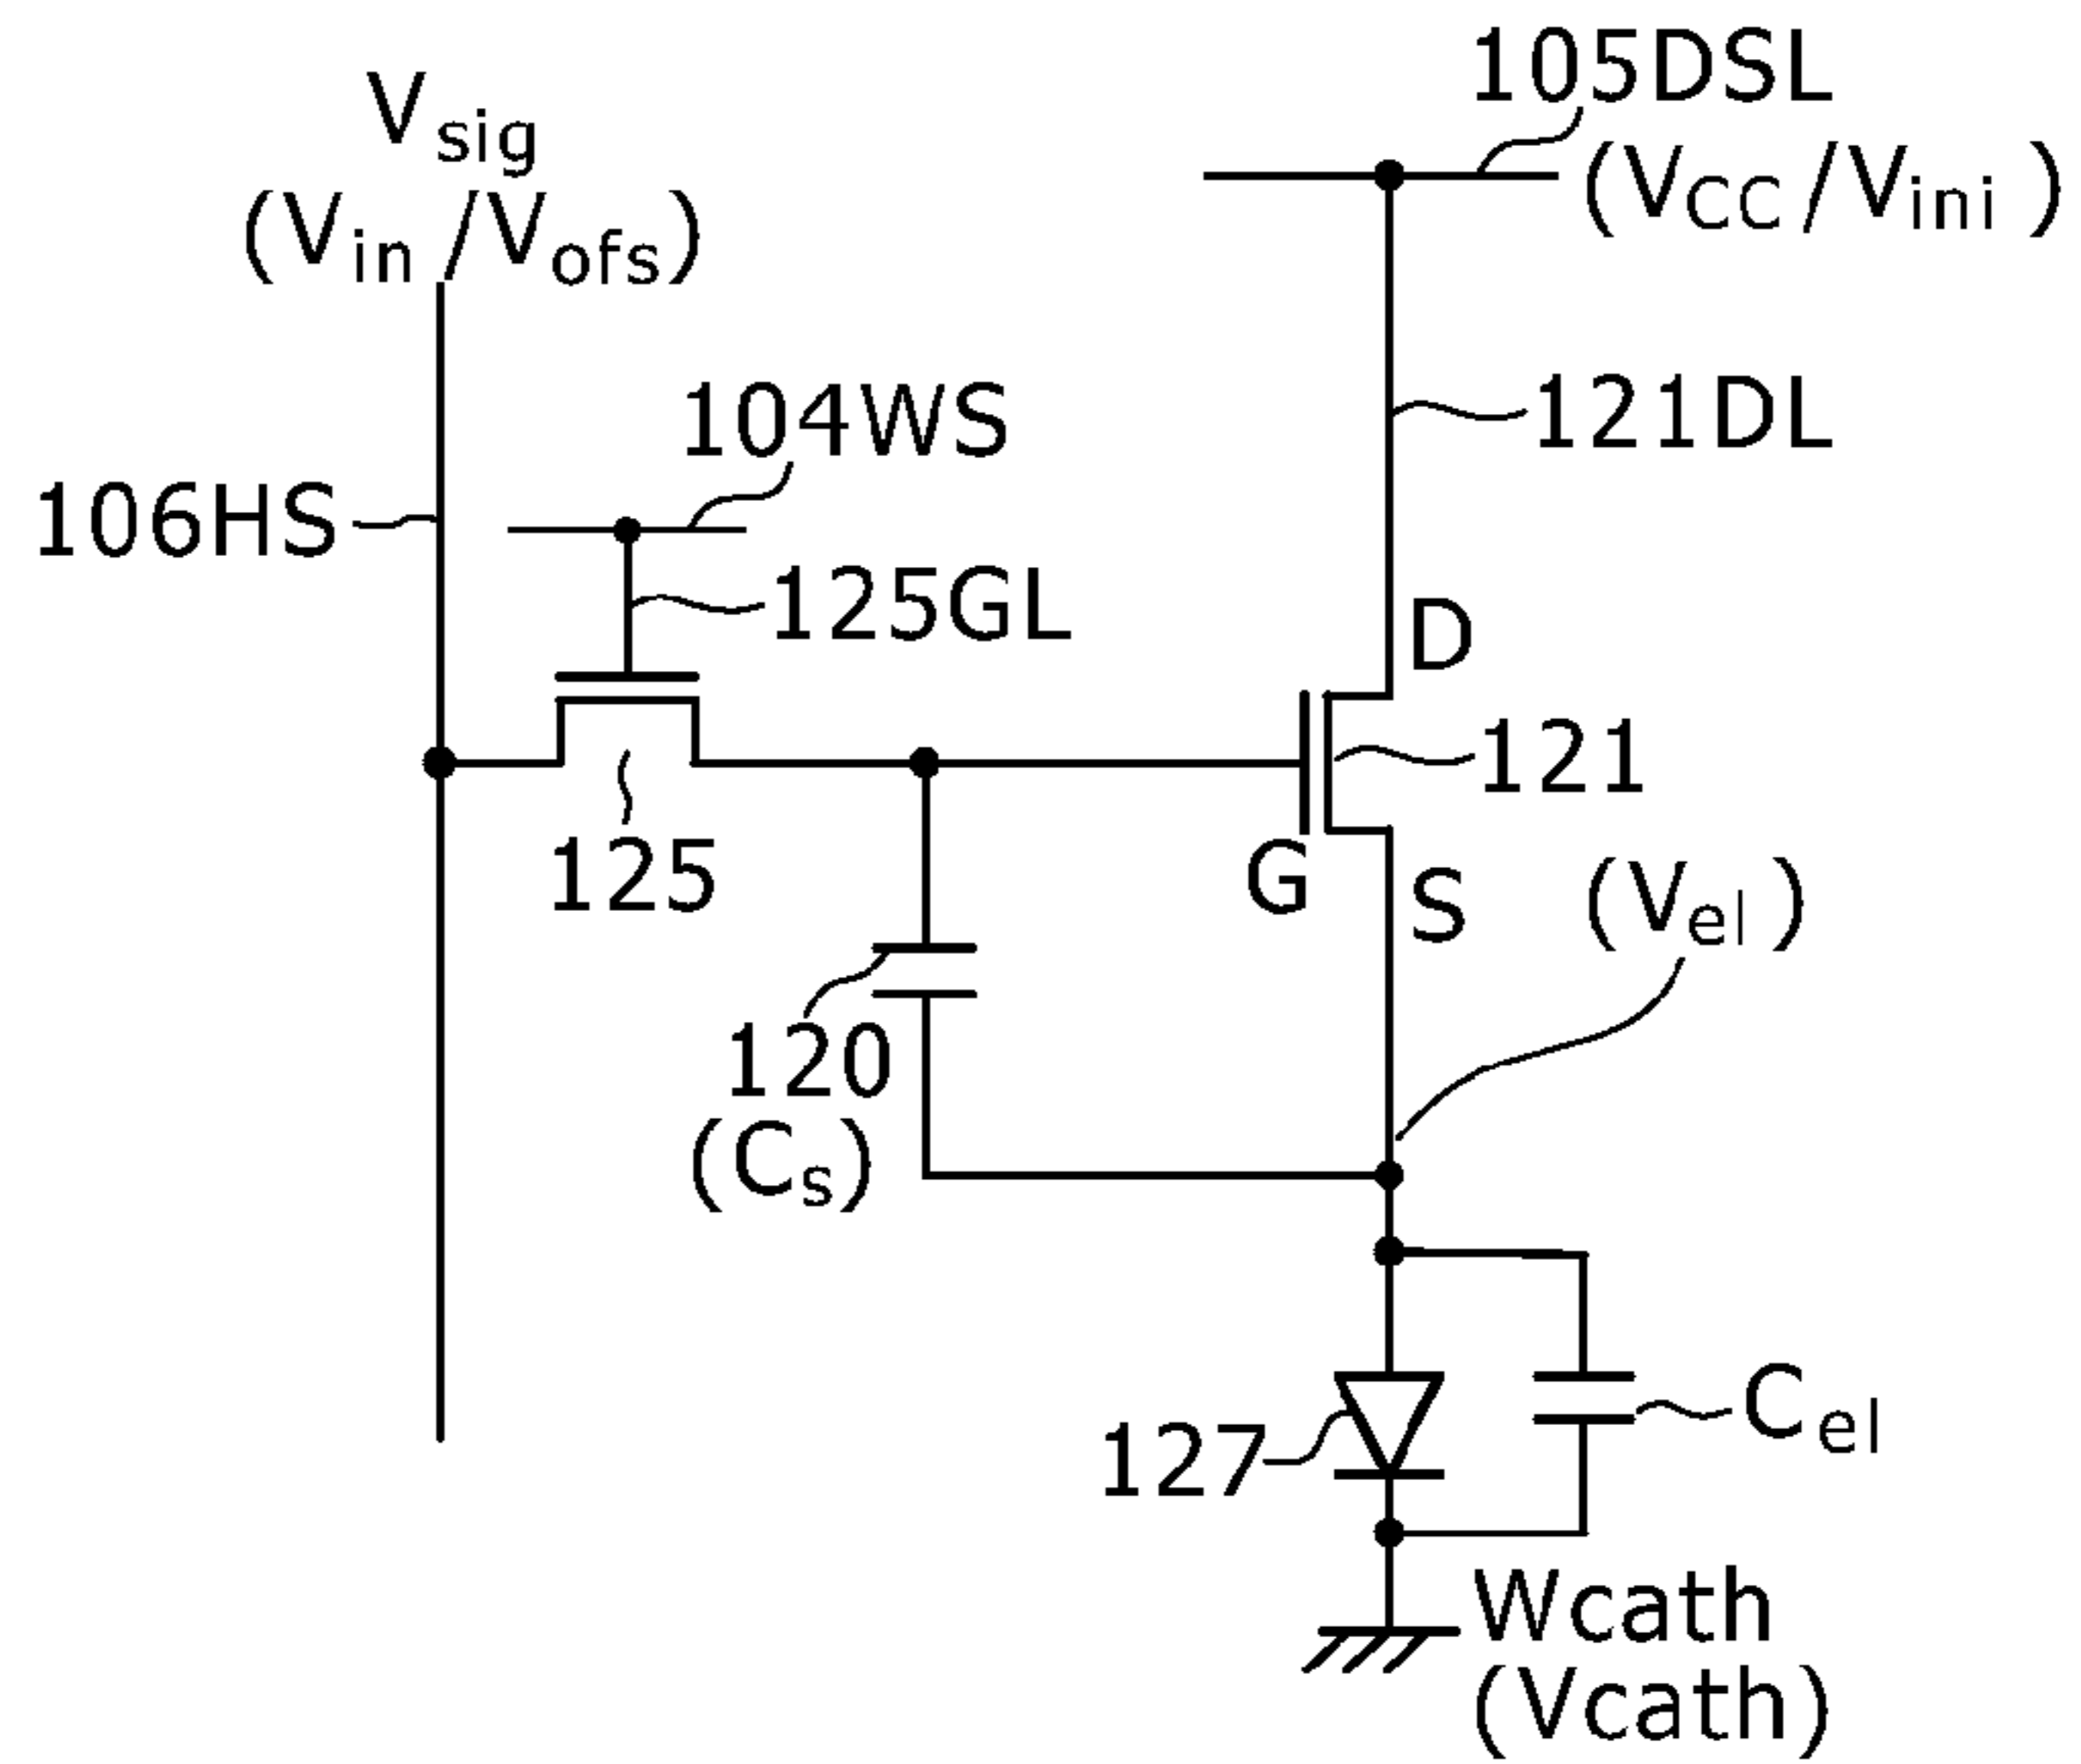 105DSL
(VCC/Vini)
Vsig
(Vin/Vofs)
104WS
121DL
106HS
125GL
D
121
125
G
S
(Vel)
120
(Cs)
127
Cel
Wcath
(Vcath)